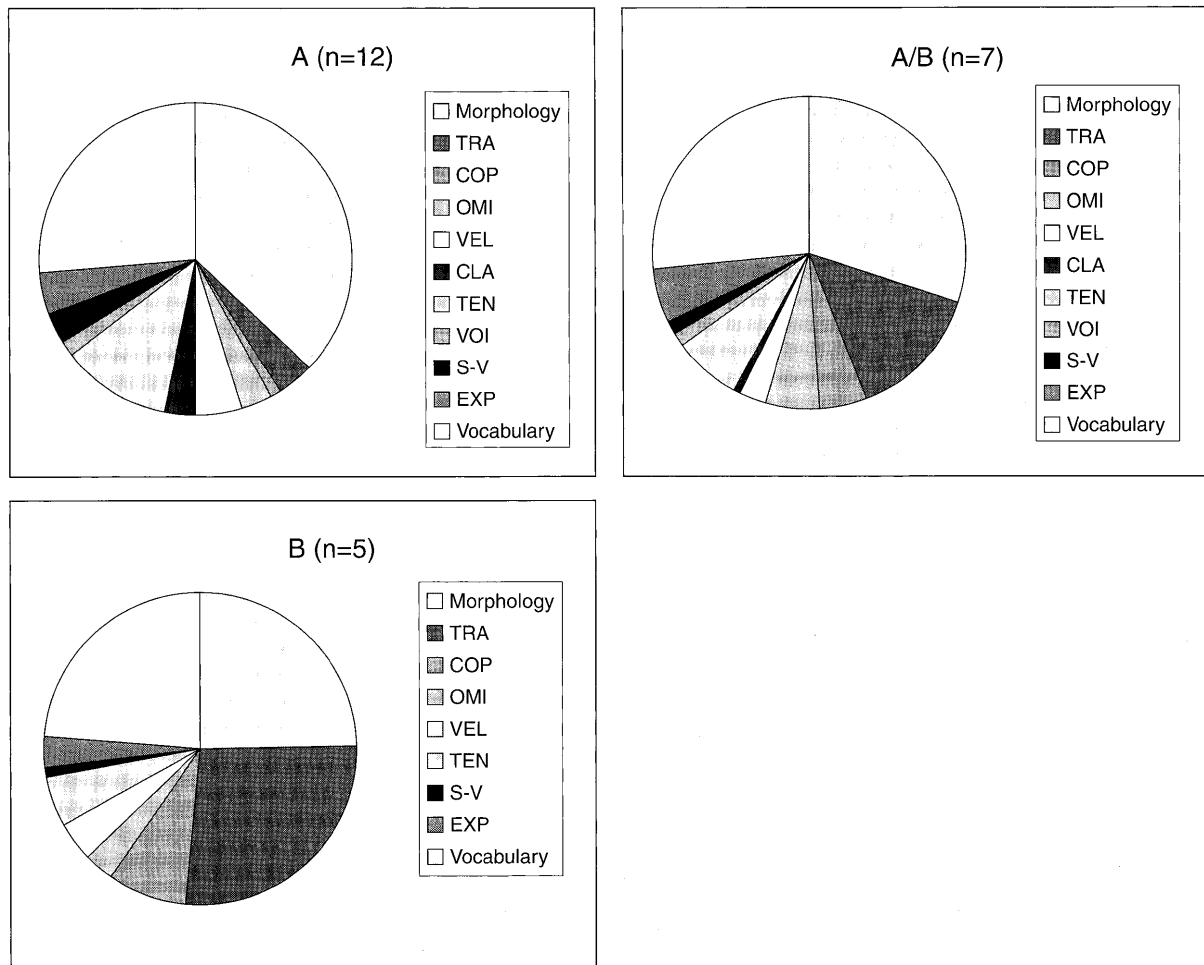 A (n=12)
Morphology
TRA
COP
OMI
VEL
CLA
TEN
VOI
S-V
EXP
Vocabulary
A/B (n=7)
Morphology
TRA
COP
OMI
VEL
CLA
TEN
VOI
S-V
EXP
Vocabulary
B (n=5)
Morphology
TRA
COP
OMI
VEL
TEN
S-V
EXP
Vocabulary